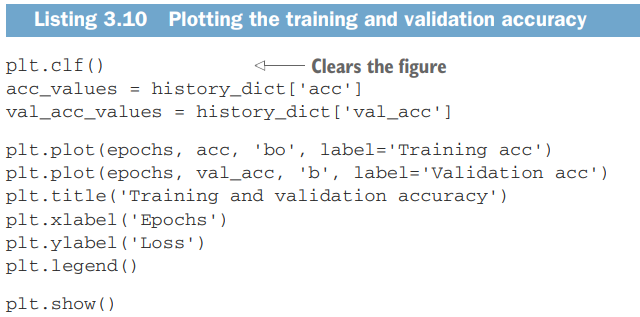 Listing 3.10 Plotting the training and validation accuracy
plt.clf() Clears the figure
acc_values = history_dict['acc']
val_acc_values = history_dict['val_acc']
plt.plot(epochs, acc, 'bo', label='Training acc')
plt.plot(epochs, val_acc, 'b', label='Validation acc')
plt.title('Training and validation accuracy')
plt.xlabel('Epochs')
plt.ylabel('Loss')
plt.legend()
plt.show()